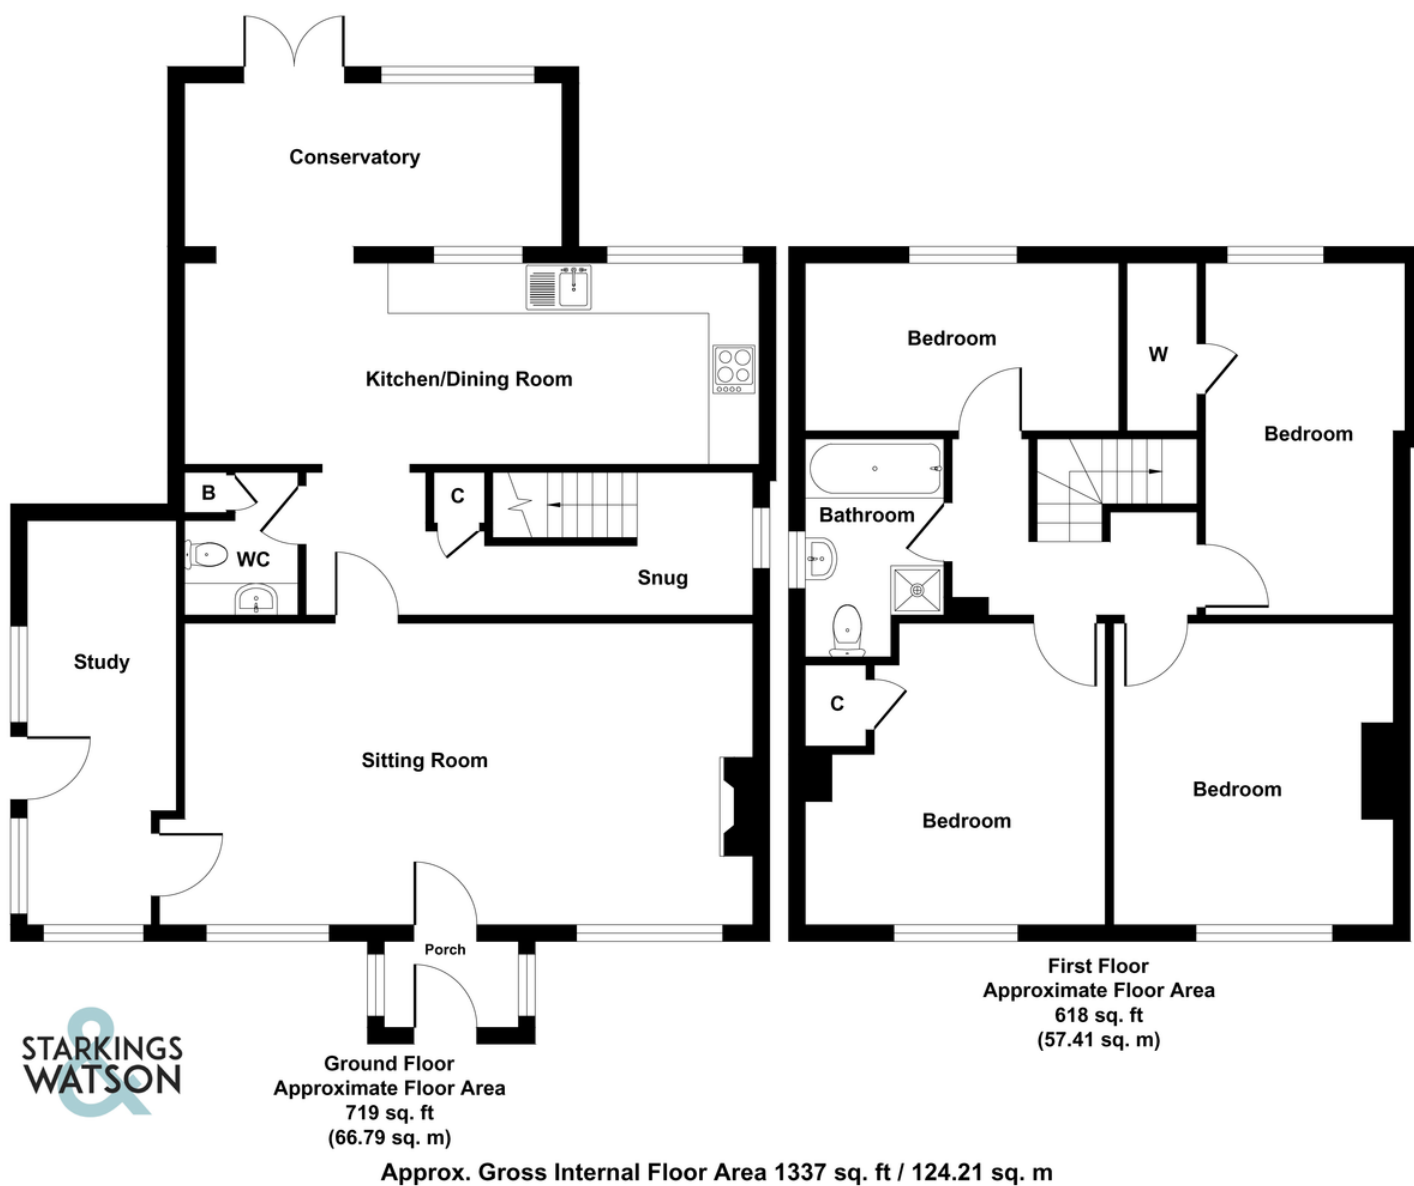 Conservatory
Kitchen/Dining Room
B
WC
C
Snug
Study
Sitting Room
Porch
Bedroom
W
Bedroom
Bathroom
C
Bedroom
Bedroom
First Floor
Approximate Floor Area
618 sq. ft
(57.41 sq. m)
&
STARKINGS
WATSON
Ground Floor
Approximate Floor Area
719 sq. ft
(66.79 sq. m)
Approx. Gross Internal Floor Area 1337 sq. ft / 124.21 sq. m